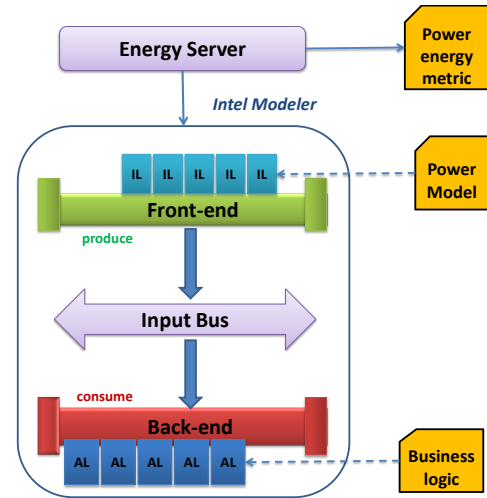 Energy Server
Power
energy
metric
Intel Modeler
IL IL IL IL IL
Power
Model
Front-end
produce
Input Bus
consume
Back-end
AL AL AL AL AL
Business
logic